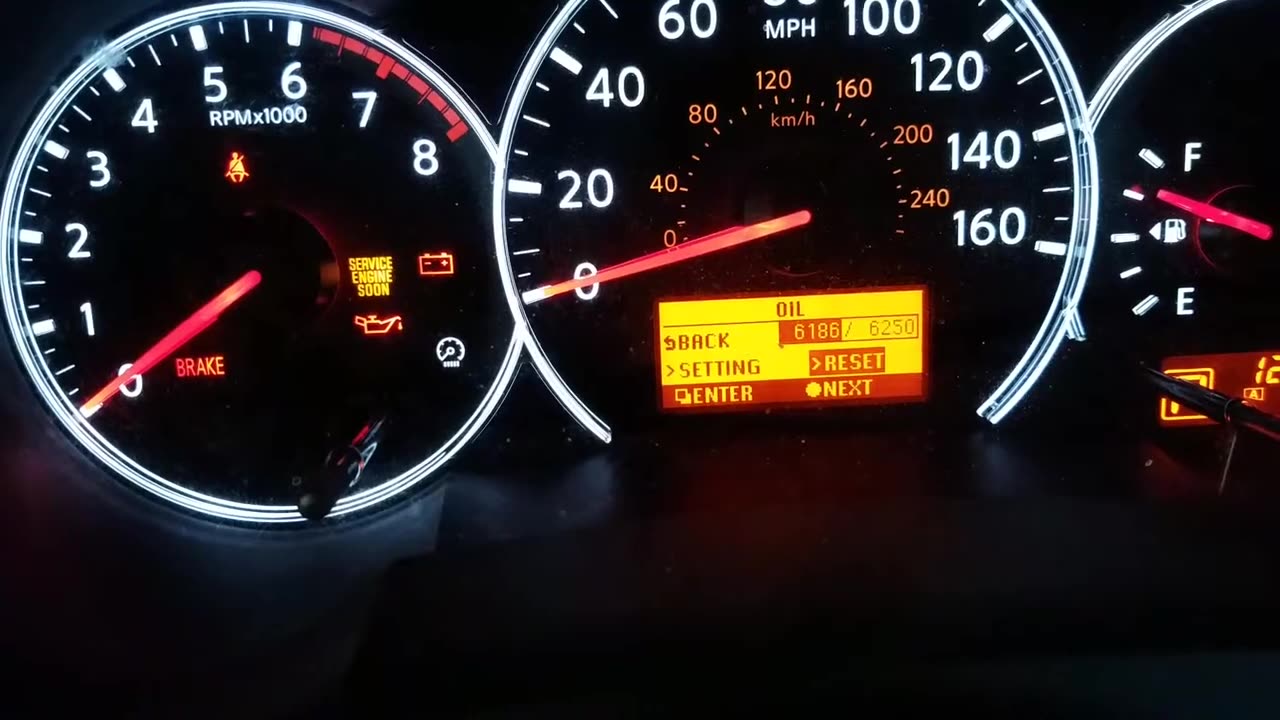 0
1
2
3
4
5
6
7
8
RPMx1000
SERVICE
ENGINE
SOON
BRAKE
0
20
40
60
100
120
140
160
MPH
0
40
80
120
160
200
240
km/h
OIL
BACK
6186/ 6250
>SETTING
>RESET
ENTER
NEXT
F
E
A